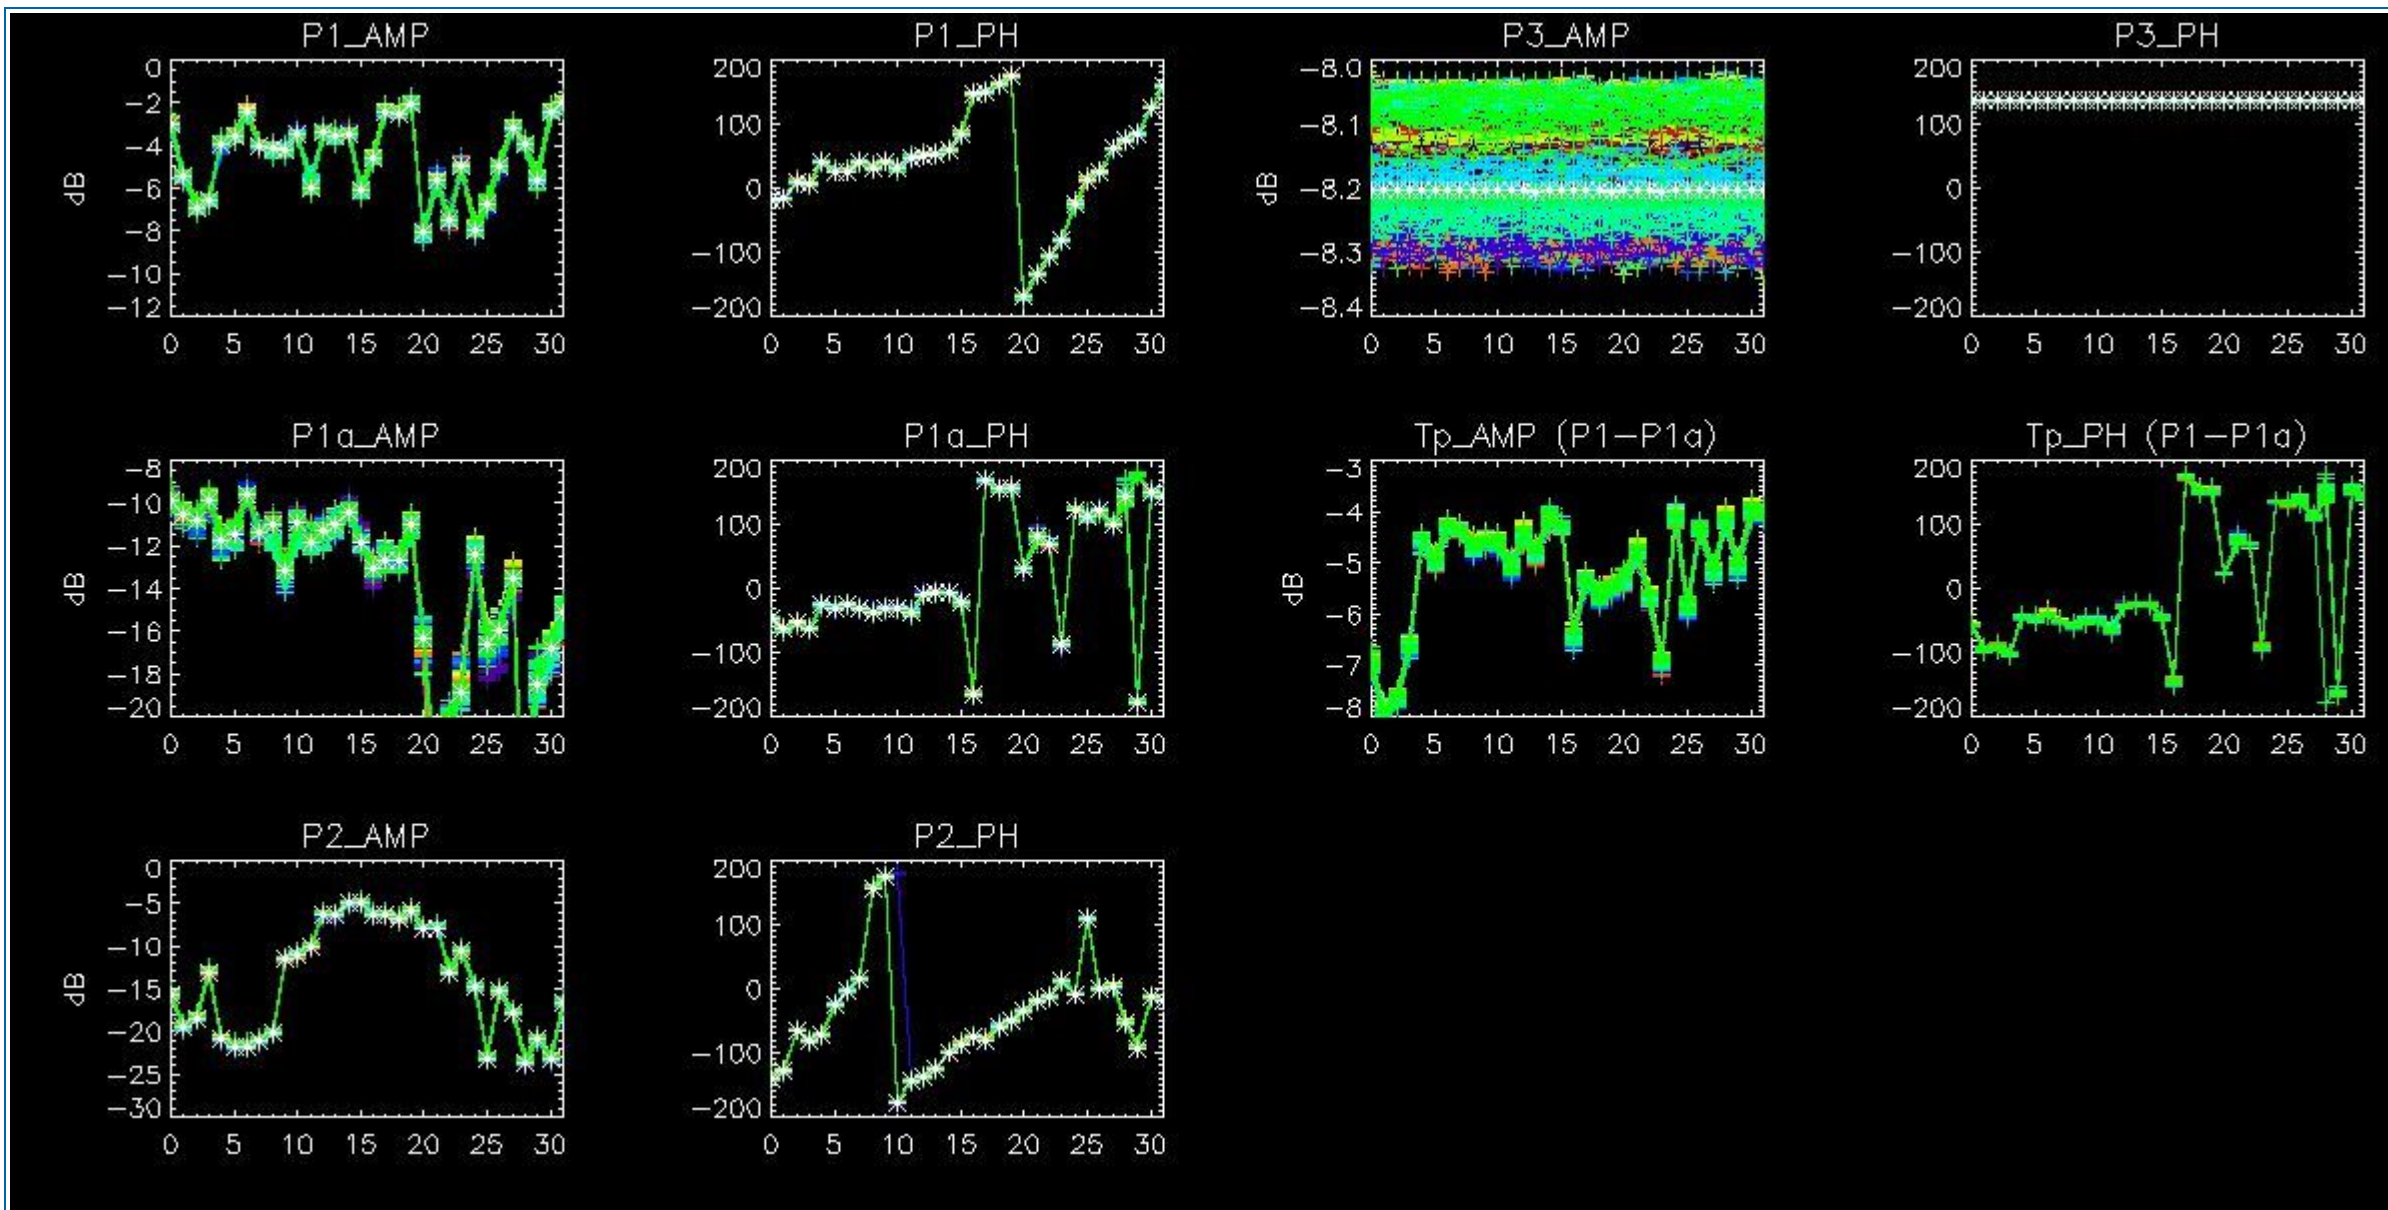 P1_AMP
0
−2
−4
−6
−8
−10
−12
dB
0 5 10 15 20 25 30
P1_PH
200
100
0
−100
−200
0 5 10 15 20 25 30
P3_AMP
−8.0
−8.1
−8.2
−8.3
−8.4
dB
0 5 10 15 20 25 30
P3_PH
200
100
0
−100
−200
0 5 10 15 20 25 30
P1a_AMP
−8
−10
−12
−14
−16
−18
−20
dB
0 5 10 15 20 25 30
P1a_PH
200
100
0
−100
−200
0 5 10 15 20 25 30
Tp_AMP (P1−P1a)
−3
−4
−5
−6
−7
−8
dB
0 5 10 15 20 25 30
Tp_PH (P1−P1a)
200
100
0
−100
−200
0 5 10 15 20 25 30
P2_AMP
0
−5
−10
−15
−20
−25
−30
dB
0 5 10 15 20 25 30
P2_PH
200
100
0
−100
−200
0 5 10 15 20 25 30